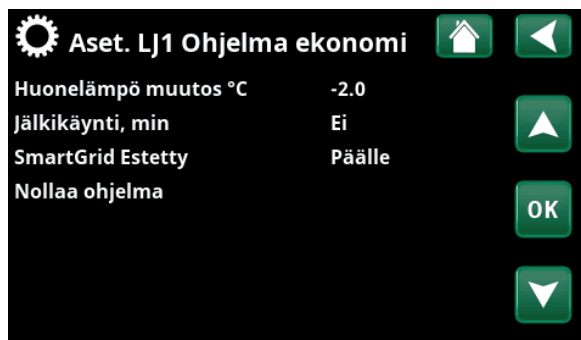 Aset. LJ1 Ohjelma ekonomi
Huonelämpö muutos °C -2.0
Jälkikäynti, min Ei
SmartGrid Estetty Päälle
Nollaa ohjelma
OK